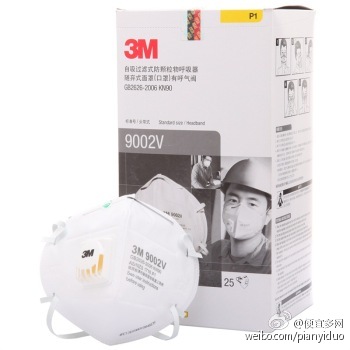 P1
3M
自吸过滤式防颗粒物呼吸器
随弃式面罩(口罩)有呼气阀
GB2626-2006 KN90
Standard size / Headband
9002V
25
3M
3M 9002V
@便宜多网
weibo.com/pianyiduo